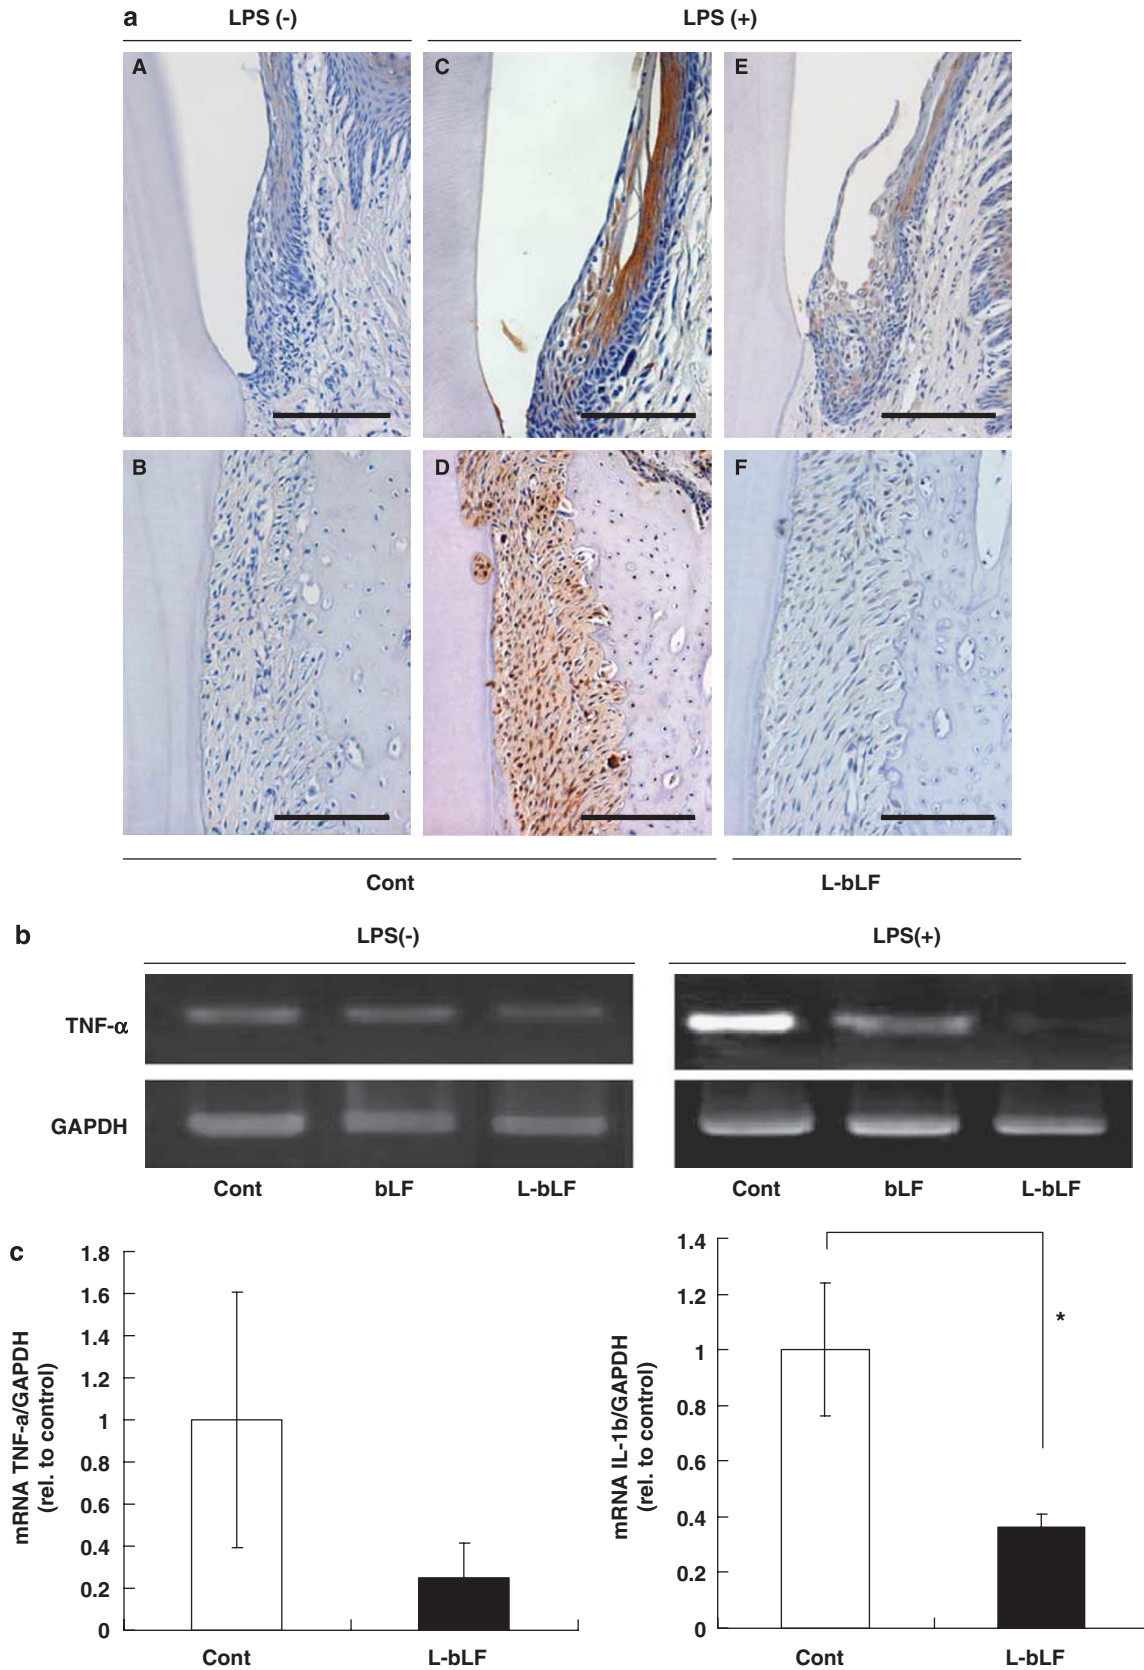 a
LPS (-)
LPS (+)
A
C
E
B
D
F
Cont
L-bLF
b
LPS(-)
LPS(+)
TNF-α
GAPDH
Cont
bLF
L-bLF
Cont
bLF
L-bLF
c
mRNA TNF-a/GAPDH
(rel. to control)
1.8
1.6
1.4
1.2
1
0.8
0.6
0.4
0.2
0
Cont
L-bLF
mRNA IL-1b/GAPDH
(rel. to control)
1.4
1.2
1
0.8
0.6
0.4
0.2
0
*
Cont
L-bLF